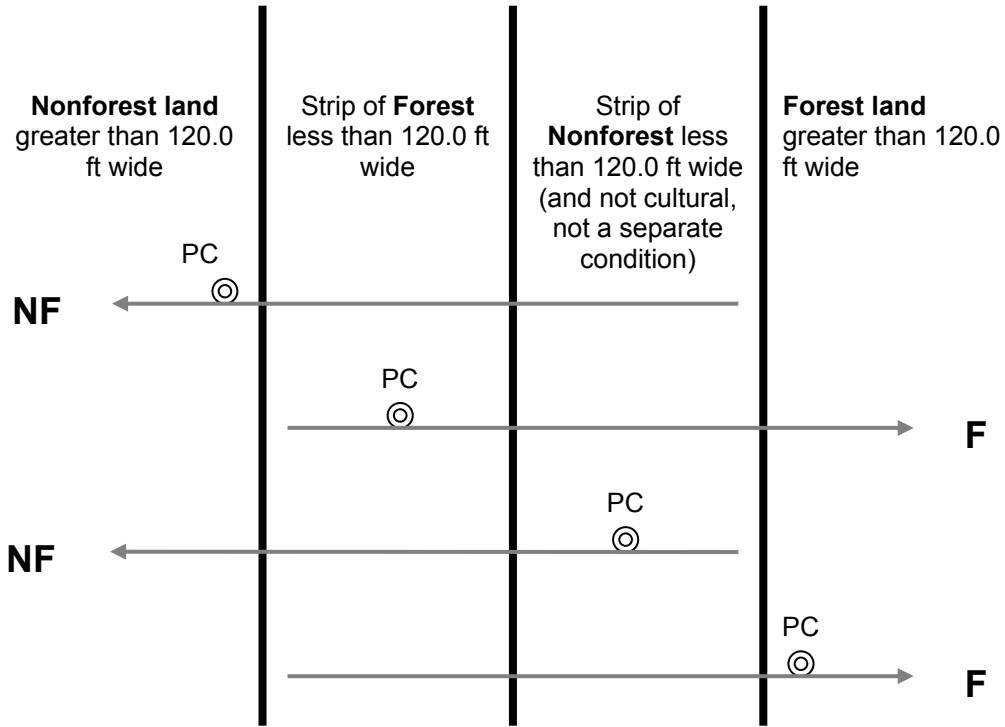 Nonforest land
greater than 120.0
ft wide
Strip of Forest
less than 120.0 ft
wide
Strip of
Nonforest less
than 120.0 ft wide
(and not cultural,
not a separate
condition)
Forest land
greater than 120.0
ft wide
PC
NF
PC
F
PC
NF
PC
F